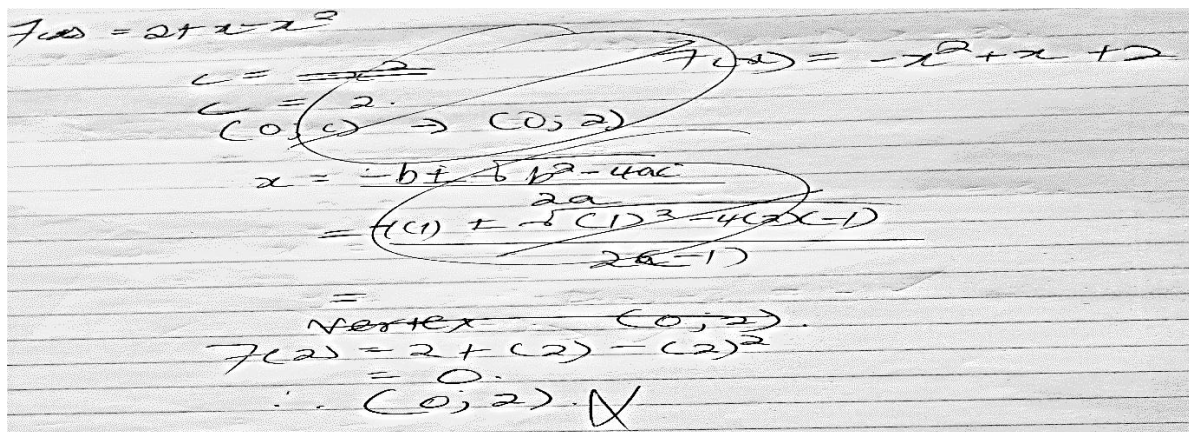 f(x) = 2+x-x²
f(x) = -x²+x+2
c = x²
c = 2.
(0; c) → (0; 2)
x = -b ± √b²-4ac
2a
= -(1) ± √(1)²-4(2)(-1)
2(-1)
=
Vertex (0; 2).
f(2) = 2+(2)-(2)²
= 0.
∴ (0; 2).